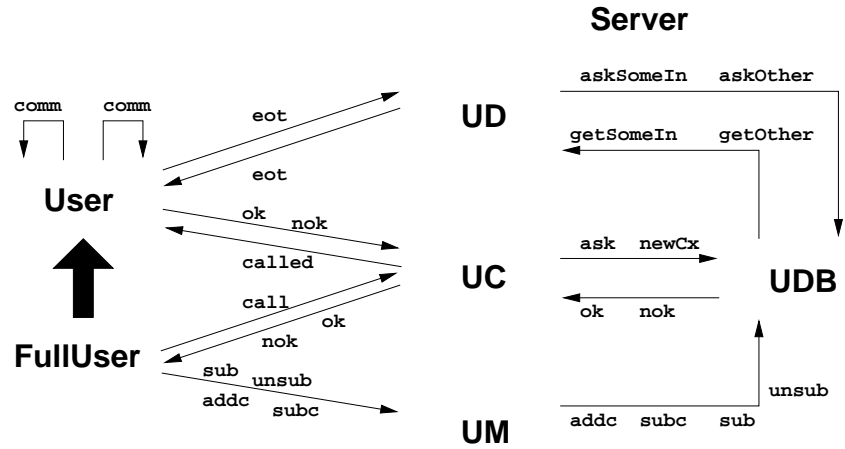 Server
askSomeIn askOther
comm comm
eot
UD
getSomeIn getOther
eot
User
ok nok
ask newCx
called
UC
UDB
call
ok nok
ok
nok
FullUser
sub unsub
unsub
addc subc
addc subc sub
UM